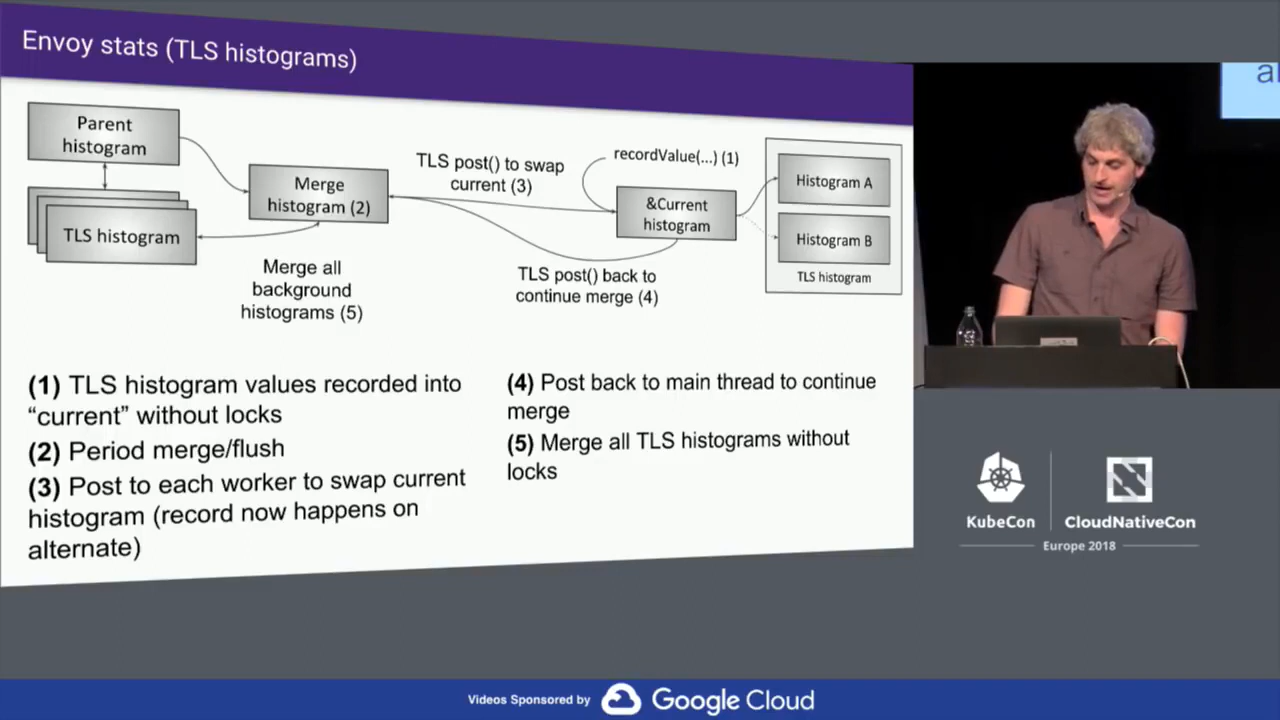 Envoy stats (TLS histograms)
Parent
histogram
TLS histogram
Merge
histogram (2)
Merge all
background
histograms (5)
TLS post() to swap
current (3)
TLS post() back to
continue merge (4)
recordValue(...) (1)
&Current
histogram
Histogram A
Histogram B
TLS histogram
(1) TLS histogram values recorded into
“current” without locks
(2) Period merge/flush
(3) Post to each worker to swap current
histogram (record now happens on
alternate)
(4) Post back to main thread to continue
merge
(5) Merge all TLS histograms without
locks
KubeCon
CloudNativeCon
Europe 2018
Videos Sponsored by
Google Cloud